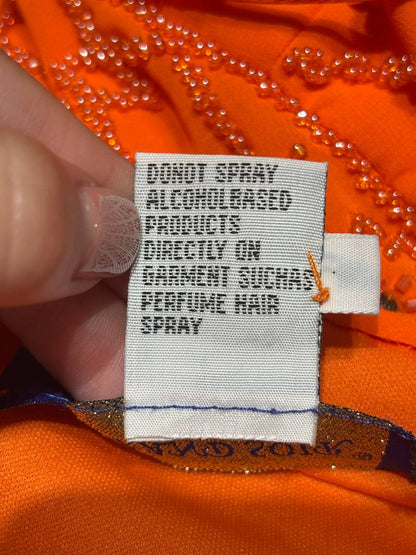 DONOT SPRAY
ALCOHOLBASED
PRODUCTS
DIRECTLY ON
GARMENT SUCHAS
PERFUME HAIR
SPRAY